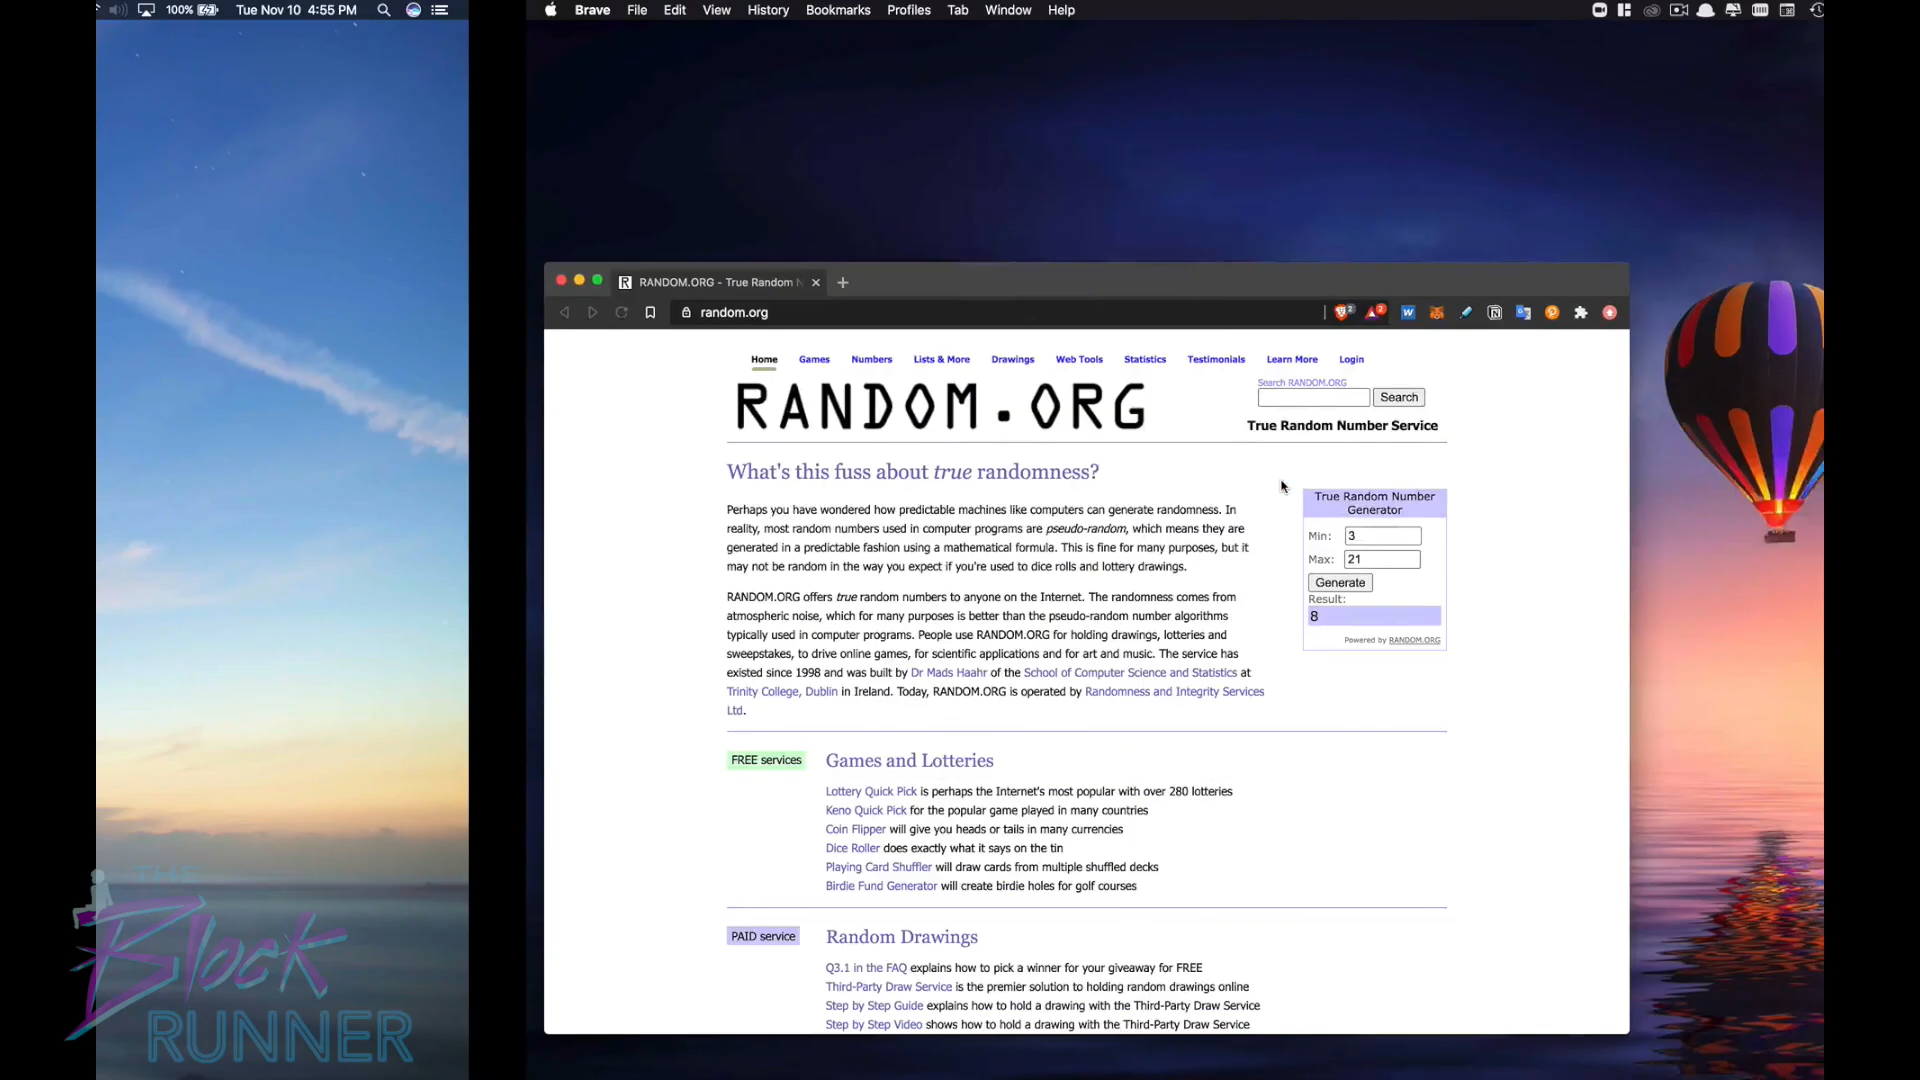 100% Tue Nov 10 4:55 PM
Brave File Edit View History Bookmarks Profiles Tab Window Help
RANDOM.ORG - True Random N
random.org
Home Games Numbers Lists & More Drawings Web Tools Statistics Testimonials Learn More Login
RANDOM.ORG
Search RANDOM.ORG
Search
True Random Number Service
What's this fuss about true randomness?
Perhaps you have wondered how predictable machines like computers can generate randomness. In
reality, most random numbers used in computer programs are pseudo-random, which means they are
generated in a predictable fashion using a mathematical formula. This is fine for many purposes, but it
may not be random in the way you expect if you're used to dice rolls and lottery drawings.
RANDOM.ORG offers true random numbers to anyone on the Internet. The randomness comes from
atmospheric noise, which for many purposes is better than the pseudo-random number algorithms
typically used in computer programs. People use RANDOM.ORG for holding drawings, lotteries and
sweepstakes, to drive online games, for scientific applications and for art and music. The service has
existed since 1998 and was built by Dr Mads Haahr of the School of Computer Science and Statistics at
Trinity College, Dublin in Ireland. Today, RANDOM.ORG is operated by Randomness and Integrity Services
Ltd.
True Random Number
Generator
Min: 3
Max: 21
Generate
Result:
8
Powered by RANDOM.ORG
FREE services
Games and Lotteries
Lottery Quick Pick is perhaps the Internet's most popular with over 280 lotteries
Keno Quick Pick for the popular game played in many countries
Coin Flipper will give you heads or tails in many currencies
Dice Roller does exactly what it says on the tin
Playing Card Shuffler will draw cards from multiple shuffled decks
Birdie Fund Generator will create birdie holes for golf courses
PAID service
Random Drawings
Q3.1 in the FAQ explains how to pick a winner for your giveaway for FREE
Third-Party Draw Service is the premier solution to holding random drawings online
Step by Step Guide explains how to hold a drawing with the Third-Party Draw Service
Step by Step Video shows how to hold a drawing with the Third-Party Draw Service
THE
Block
RUNNER